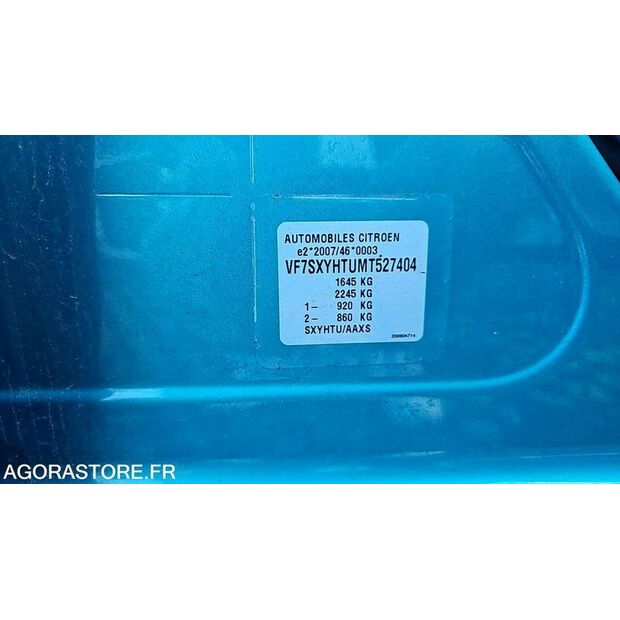 AUTOMOBILES CITROEN
e2*2007/46*0003
VF7SXYHTUMT527404
1645 KG
2245 KG
1- 920 KG
2- 860 KG
SXYHTU/AAXS
200804714
AGORASTORE.FR